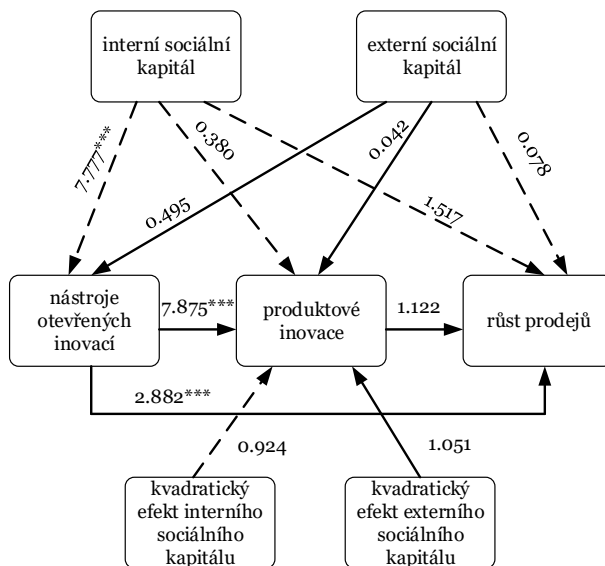 interní sociální
kapitál
externí sociální
kapitál
7.777***
0.380
0.042
0.078
0.495
1.517
nástroje
otevřených
inovací
7.875***
produktové
inovace
1.122
růst prodejů
2.882***
0.924
1.051
kvadratický
efekt interního
sociálního
kapitálu
kvadratický
efekt externího
sociálního
kapitálu